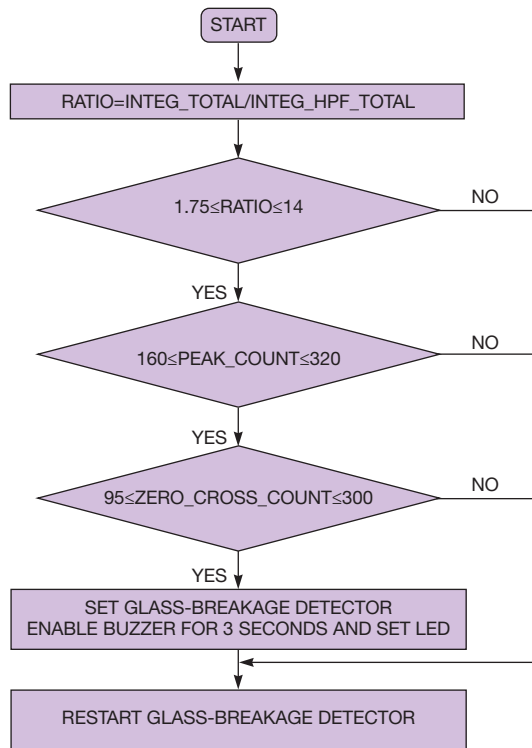 START
RATIO=INTEG_TOTAL/INTEG_HPF_TOTAL
1.75≤RATIO≤14
NO
YES
160≤PEAK_COUNT≤320
NO
YES
95≤ZERO_CROSS_COUNT≤300
NO
YES
SET GLASS-BREAKAGE DETECTOR
ENABLE BUZZER FOR 3 SECONDS AND SET LED
RESTART GLASS-BREAKAGE DETECTOR